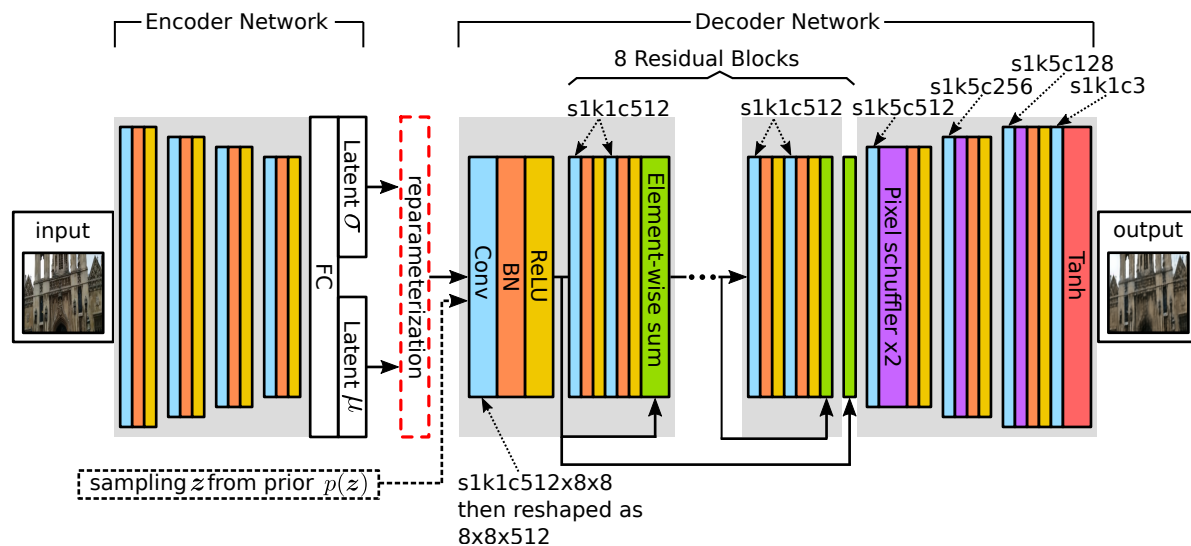 Encoder Network
Decoder Network
8 Residual Blocks
s1k5c128
s1k5c256
s1k1c3
s1k1c512
s1k1c512
s1k5c512
input
FC
Latent σ
Latent μ
reparameterization
Conv
BN
ReLU
Element-wise sum
Pixel schuffler x2
Tanh
output
sampling z from prior p(z)
s1k1c512x8x8
then reshaped as
8x8x512